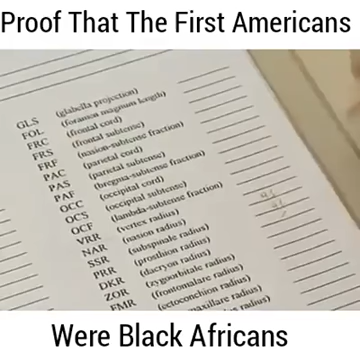 Proof That The First Americans
GLS (glabella projection)
FOL (foramen magnum length)
FRC (frontal cord)
FRS (frontal subtense)
FRF (nasion-subtense fraction)
PAC (parietal cord)
PAS (parietal subtense)
PAF (bregma-subtense fraction)
OCC (occipital cord)
OCS (occipital subtense)
OCF (lambda-subtense fraction)
VRR (vertex radius)
NAR (nasion radius)
SSR (subspinale radius)
PRR (prosthion radius)
DKR (dacryon radius)
ZOR (zygoorbitale radius)
FMR (frontomalare radius)
(ectoconchion radius)
radius)
Were Black Africans